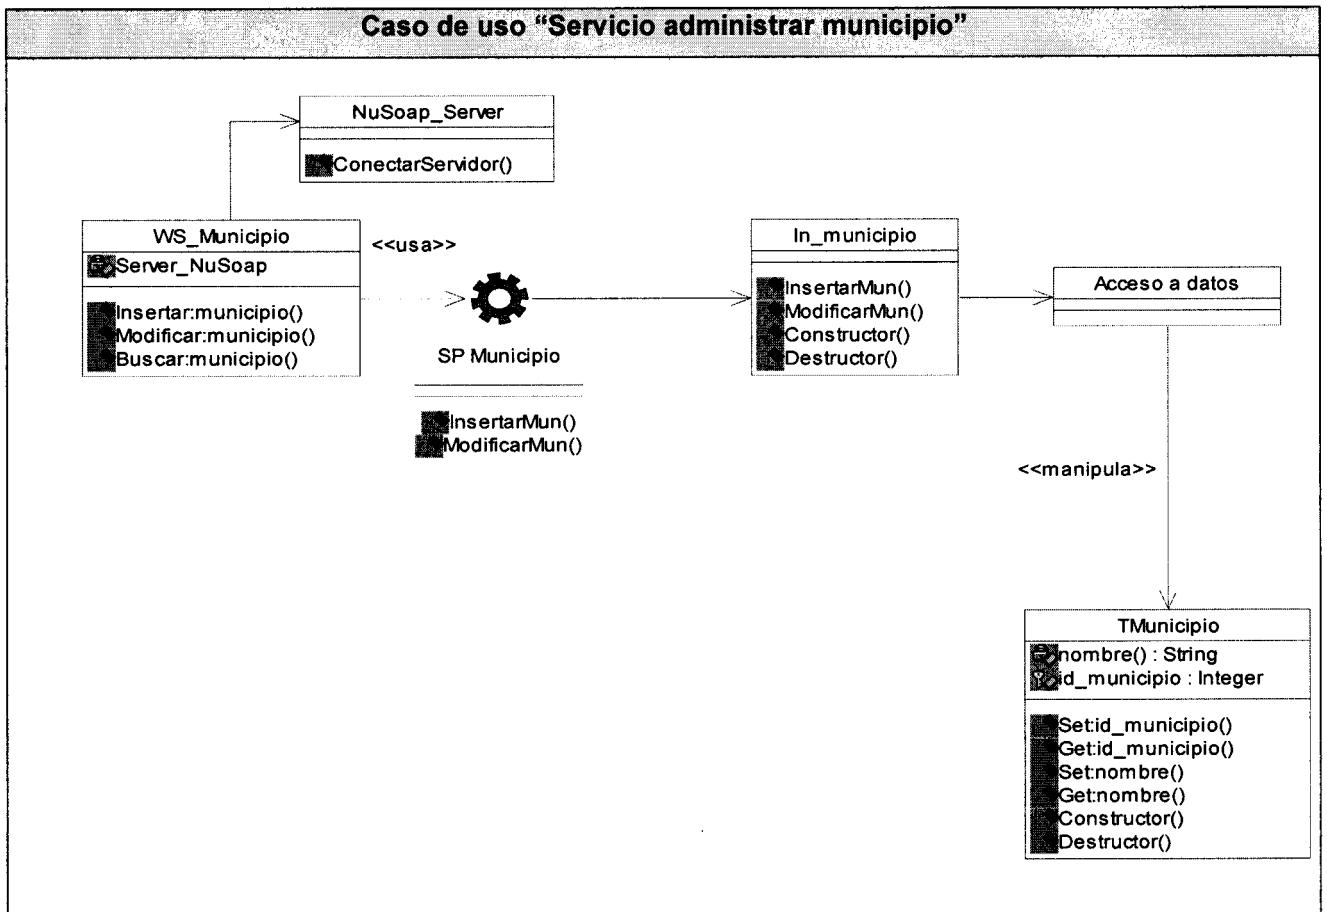 Caso de uso “Servicio administrar municipio”
NuSoap_Server
ConectarServidor()
WS_Municipio
Server_NuSoap
Insertar:municipio()
Modificar:municipio()
Buscar:municipio()
<<usa>>
SP Municipio
InsertarMun()
ModificarMun()
In_municipio
InsertarMun()
ModificarMun()
Constructor()
Destructor()
Acceso a datos
<<manipula>>
TMunicipio
nombre() : String
id_municipio : Integer
Set:id_municipio()
Get:id_municipio()
Set:nombre()
Get:nombre()
Constructor()
Destructor()